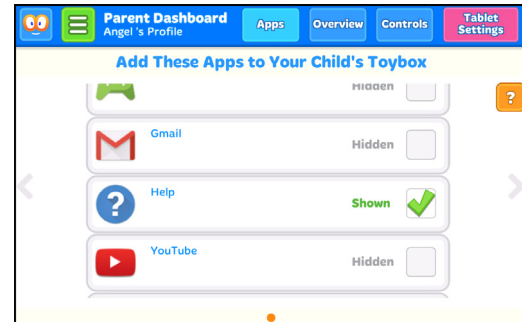 Parent Dashboard
Angel 's Profile
Apps
Overview
Controls
Tablet
Settings
Add These Apps to Your Child's Toybox
Hidden
?
Gmail
Hidden
?
Help
Shown
YouTube
Hidden